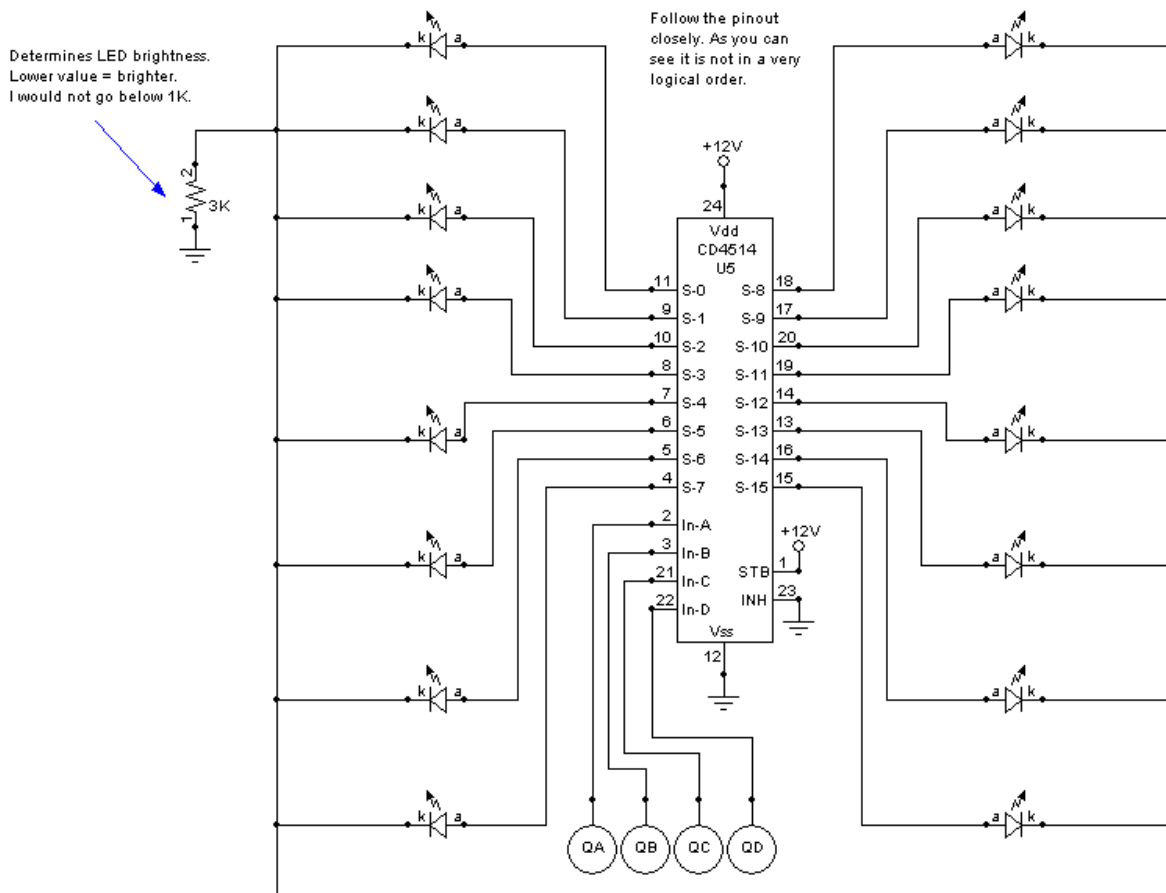 Follow the pinout
closely. As you can
see it is not in a very
logical order.
Determines LED brightness.
Lower value = brighter.
I would not go below 1K.
k a
a k
k a
a k
+12V
2
3K
1
k a
a k
24
Vdd
CD4514
U5
k a
a k
11 S-0 S-8 18
9 S-1 S-9 17
10 S-2 S-10 20
8 S-3 S-11 19
7 S-4 S-12 14
6 S-5 S-13 13
5 S-6 S-14 16
4 S-7 S-15 15
k a
a k
2 In-A
3 In-B
21 In-C
22 In-D
+12V
STB 1
INH 23
k a
a k
Vss
12
k a
a k
k a
a k
QA QB QC QD